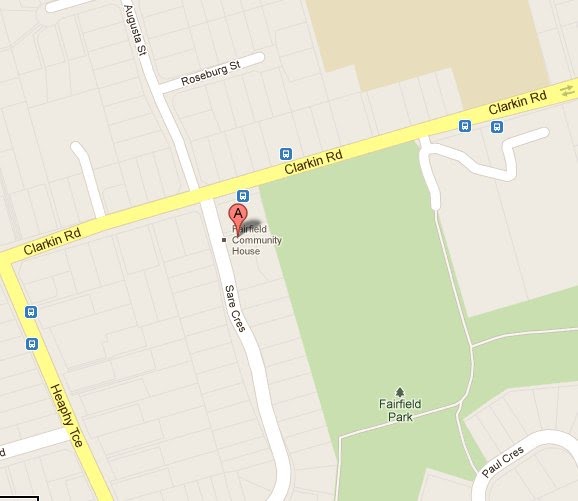 Augusta St
Roseburg St
Clarkin Rd
Clarkin Rd
Clarkin Rd
A
Fairfield
Community
House
Sare Cres
Heaphy Tce
Fairfield
Park
d
Paul Cres